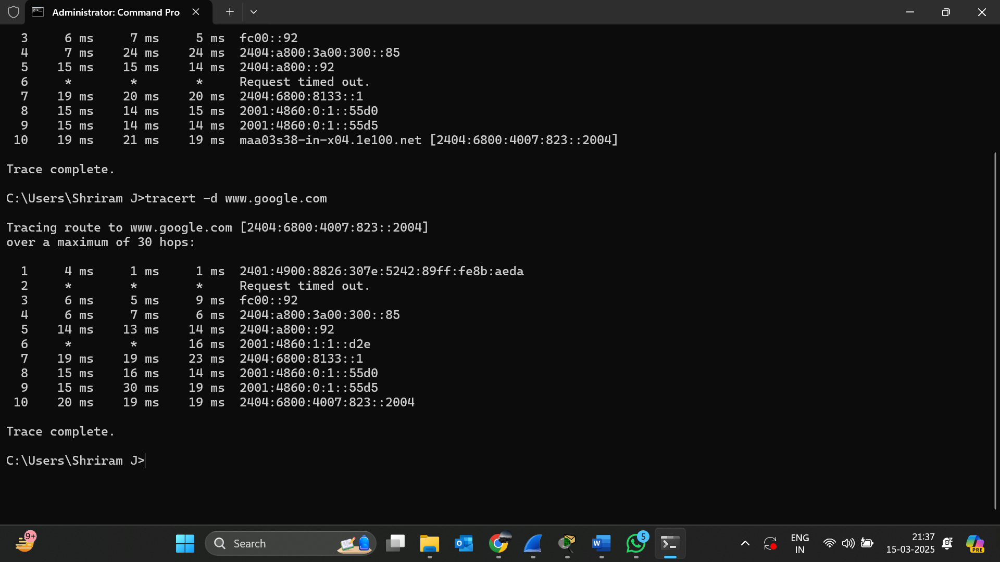 Administrator: Command Pro
3 6 ms 7 ms 5 ms fc00::92
4 7 ms 24 ms 24 ms 2404:a800:3a00:300::85
5 15 ms 15 ms 14 ms 2404:a800::92
6 * * * Request timed out.
7 19 ms 20 ms 20 ms 2404:6800:8133::1
8 15 ms 14 ms 15 ms 2001:4860:0:1::55d0
9 15 ms 14 ms 14 ms 2001:4860:0:1::55d5
10 19 ms 21 ms 19 ms maa03s38-in-x04.1e100.net [2404:6800:4007:823::2004]
Trace complete.
C:\Users\Shriram J>tracert -d www.google.com
Tracing route to www.google.com [2404:6800:4007:823::2004]
over a maximum of 30 hops:
1 4 ms 1 ms 1 ms 2401:4900:8826:307e:5242:89ff:fe8b:aeda
2 * * * Request timed out.
3 6 ms 5 ms 9 ms fc00::92
4 6 ms 7 ms 6 ms 2404:a800:3a00:300::85
5 14 ms 13 ms 14 ms 2404:a800::92
6 * * 16 ms 2001:4860:1:1::d2e
7 19 ms 19 ms 23 ms 2404:6800:8133::1
8 15 ms 16 ms 14 ms 2001:4860:0:1::55d0
9 15 ms 30 ms 19 ms 2001:4860:0:1::55d5
10 20 ms 19 ms 19 ms 2404:6800:4007:823::2004
Trace complete.
C:\Users\Shriram J>
9+
Search
5
ENG
IN
21:37
15-03-2025
PRE